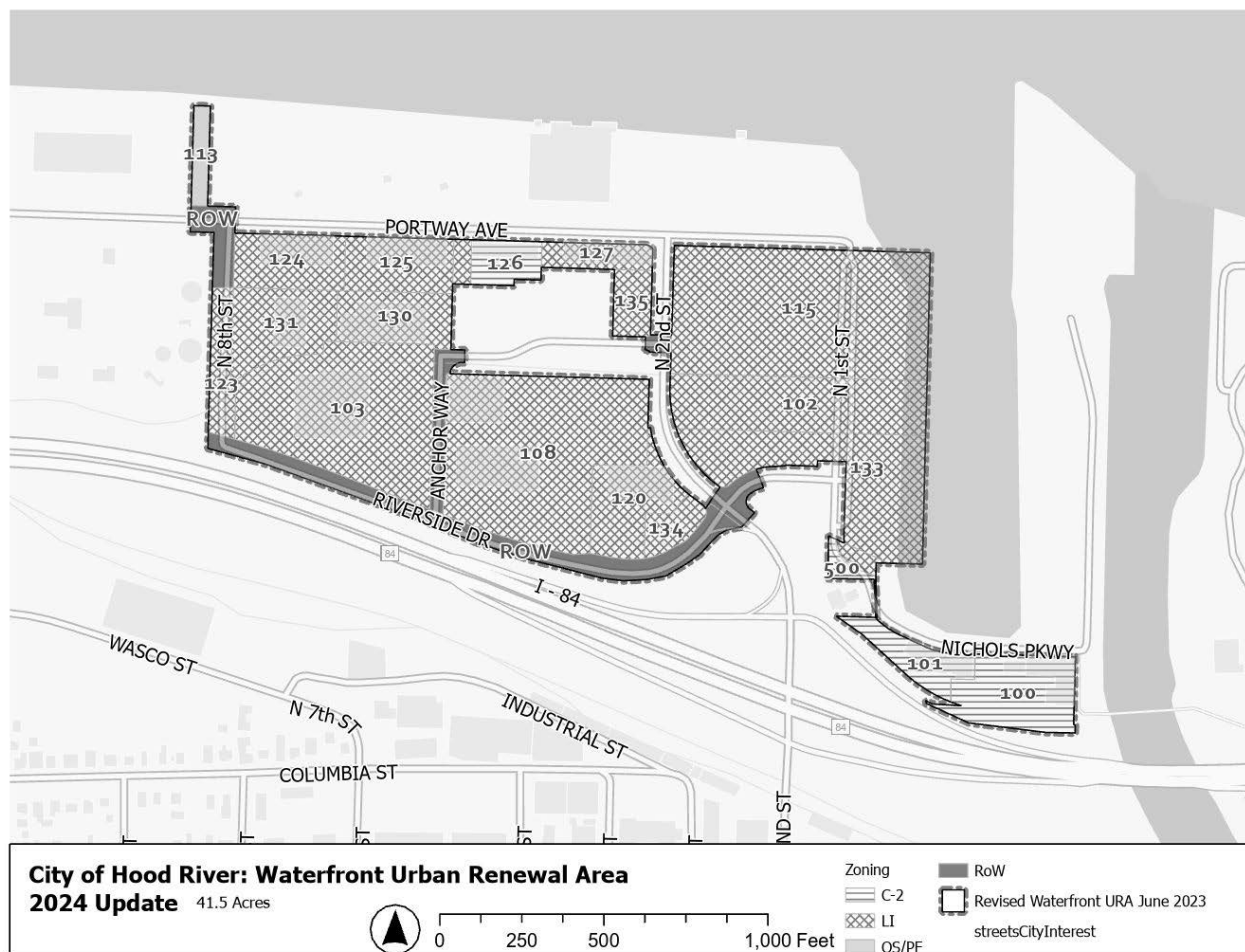 113
ROW
PORTWAY AVE
124
125
126
127
131
130
135
115
N 8th ST
N 2nd ST
N 1st ST
123
103
102
ANCHOR WAY
108
133
120
134
RIVERSIDE DR
ROW
84
I - 84
500
NICHOLS PKWY
101
100
84
WASCO ST
N 7th ST
INDUSTRIAL ST
COLUMBIA ST
T
T
ST
ST
T
T
ND ST
City of Hood River: Waterfront Urban Renewal Area
2024 Update 41.5 Acres
0 250 500 1,000 Feet
Zoning
C-2
LI
OS/PF
RoW
Revised Waterfront URA June 2023
streetsCityInterest